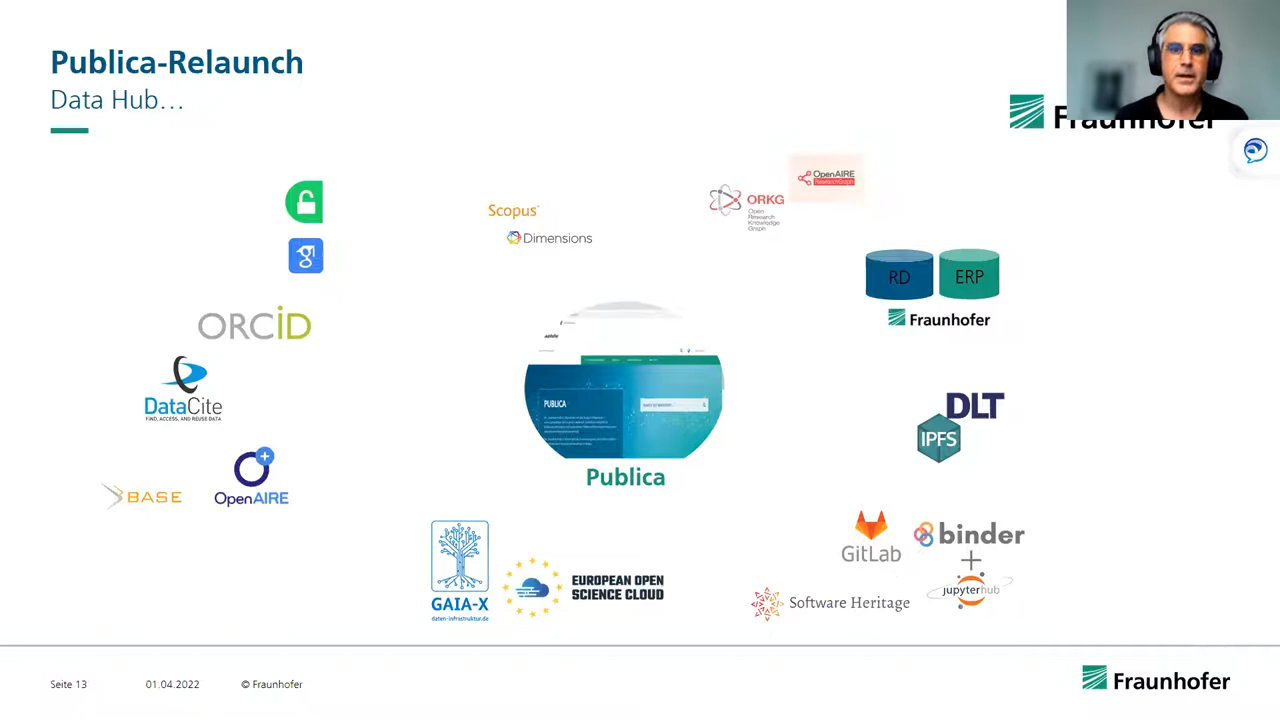 Publica-Relaunch
Data Hub...
Fraunhofer
OpenAIRE
ResearchGraph
ORKG
Open
Research
Knowledge
Graph
Scopus
Dimensions
RD
ERP
Fraunhofer
ORCiD
DataCite
FIND, ACCESS, AND REUSE DATA
PUBLICA
Publica
DLT
IPFS
BASE
OpenAIRE
GitLab
binder
+
jupyterhub
Software Heritage
GAIA-X
daten-infrastruktur.de
EUROPEAN OPEN
SCIENCE CLOUD
Seite 13
01.04.2022
© Fraunhofer
Fraunhofer